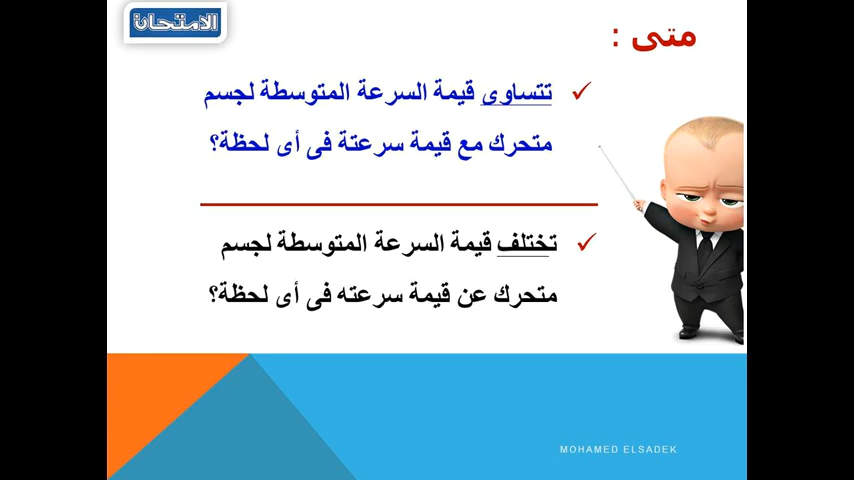 الامتحان
متى :
✓ تتساوى قيمة السرعة المتوسطة لجسم
متحرك مع قيمة سرعتة فى أى لحظة؟
✓ تختلف قيمة السرعة المتوسطة لجسم
متحرك عن قيمة سرعته فى أى لحظة؟
MOHAMED ELSADEK